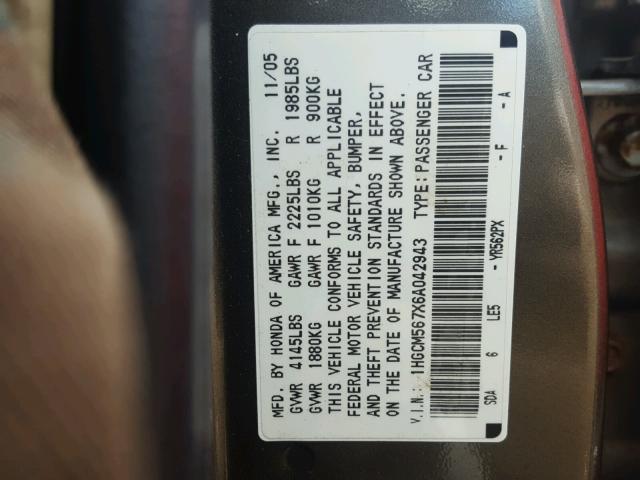 MFD. BY HONDA OF AMERICA MFG., INC. 11/05
GVWR 4145LBS GAWR F 2225LBS R 1985LBS
GVWR 1880KG GAWR F 1010KG R 900KG
THIS VEHICLE CONFORMS TO ALL APPLICABLE
FEDERAL MOTOR VEHICLE SAFETY, BUMPER,
AND THEFT PREVENTION STANDARDS IN EFFECT
ON THE DATE OF MANUFACTURE SHOWN ABOVE.
V.I.N.: 1HGCM567X6A042943 TYPE: PASSENGER CAR
SDA 6 LE5 -YR562PX -F -A